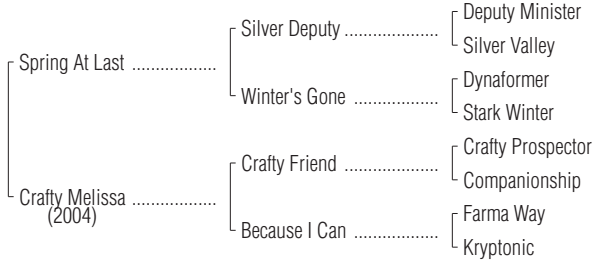 Deputy Minister
Silver Deputy ..................
Silver Valley
Spring At Last ................
Dynaformer
Winter's Gone ................
Stark Winter
Crafty Prospector
Crafty Friend ..................
Companionship
Crafty Melissa ................
(2004)
Farma Way
Because I Can ................
Kryptonic